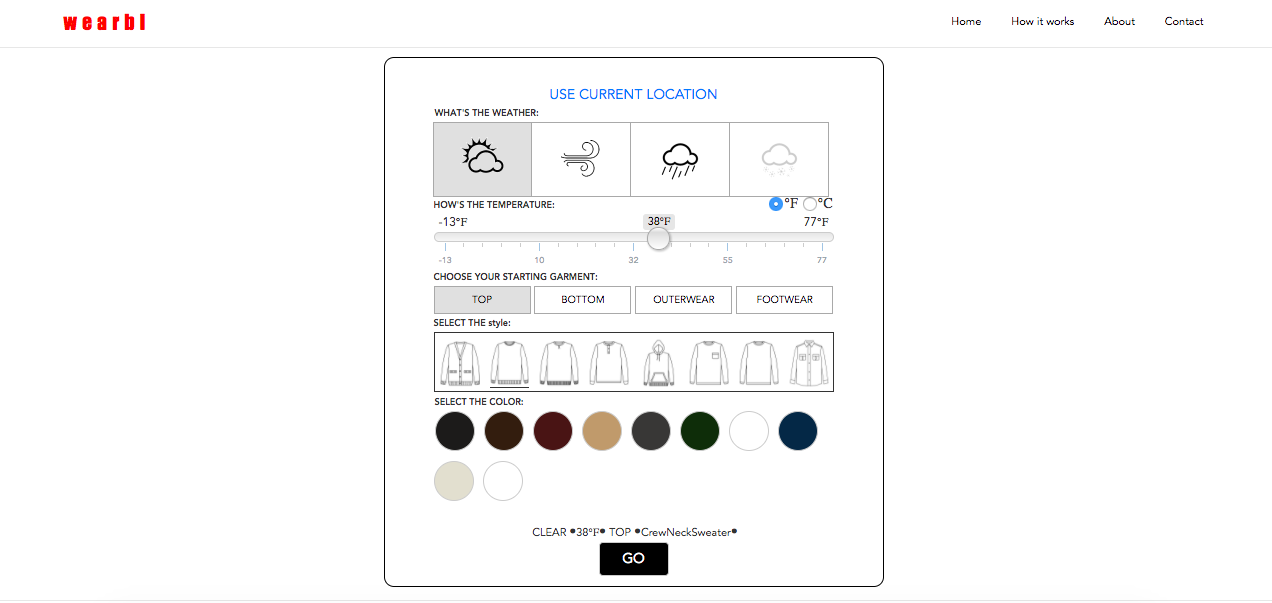 wearbl
Home How it works About Contact
USE CURRENT LOCATION
WHAT'S THE WEATHER:
HOW'S THE TEMPERATURE: °F °C
-13°F 38°F 77°F
-13 10 32 55 77
CHOOSE YOUR STARTING GARMENT:
TOP BOTTOM OUTERWEAR FOOTWEAR
SELECT THE style:
SELECT THE COLOR:
CLEAR •38°F• TOP •CrewNeckSweater•
GO